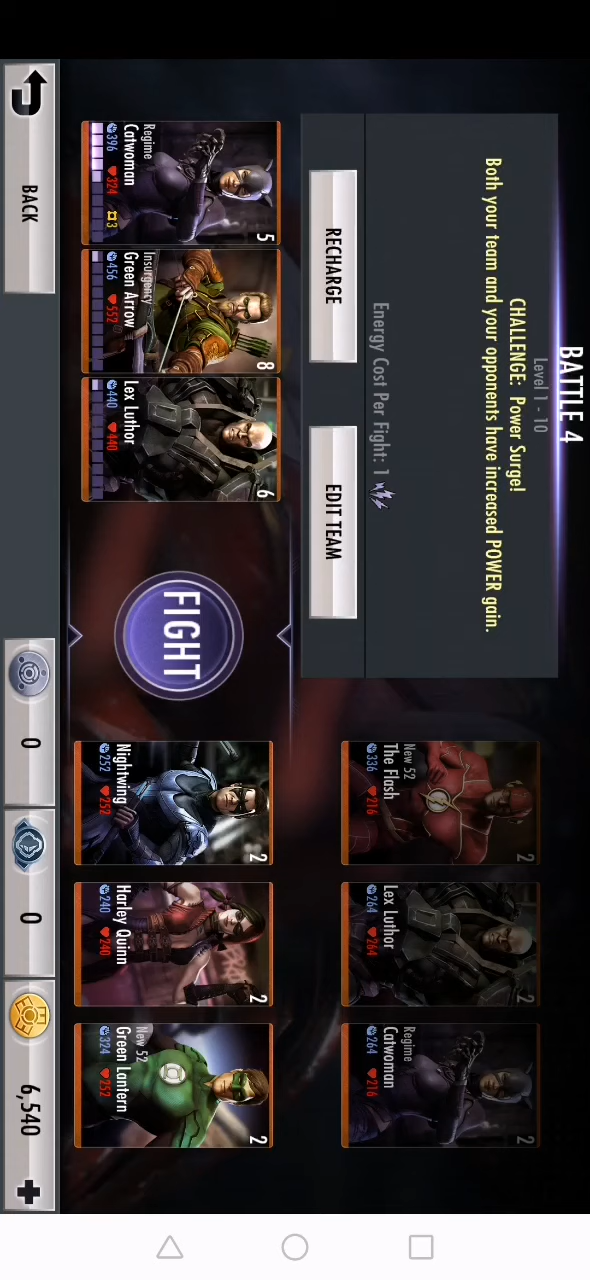 BATTLE 4
Level 1 - 10
CHALLENGE: Power Surge!
Both your team and your opponents have increased POWER gain.
Energy Cost Per Fight: 1
RECHARGE
EDIT TEAM
2
New 52
The Flash
336 216
2
Lex Luthor
264 264
2
Regime
Catwoman
264 216
5
Regime
Catwoman
396 324 3
8
Insurgency
Green Arrow
456 552
6
Lex Luthor
440 440
FIGHT
2
Nightwing
252 252
2
Harley Quinn
240 240
2
New 52
Green Lantern
324 252
BACK
0
0
6,540